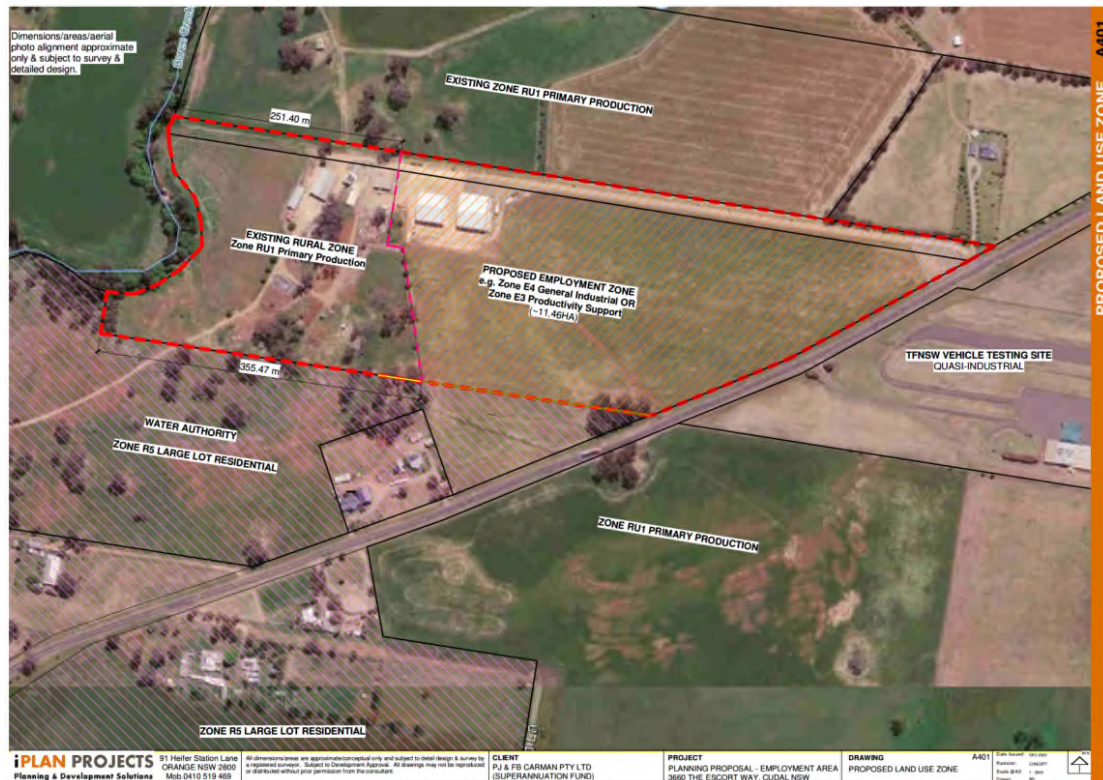 Dimensions/areas/aerial
photo alignment approximate
only & subject to survey &
detailed design.
251.40 m
EXISTING ZONE RU1 PRIMARY PRODUCTION
EXISTING RURAL ZONE
Zone RU1 Primary Production
PROPOSED EMPLOYMENT ZONE
e.g. Zone E4 General Industrial OR
Zone E3 Productivity Support
(~11.46HA)
TFNSW VEHICLE TESTING SITE
QUASI-INDUSTRIAL
355.47 m
WATER AUTHORITY
ZONE R5 LARGE LOT RESIDENTIAL
ZONE RU1 PRIMARY PRODUCTION
ZONE R5 LARGE LOT RESIDENTIAL
PROPOSED LAND USE ZONE A401
iPLAN PROJECTS
Planning & Development Solutions
91 Heifer Station Lane
ORANGE NSW 2800
Mob 0410 519 469
All dimensions/areas are approximate/conceptual only and subject to detail design & survey by
a registered surveyor. Subject to Development Approval. All drawings may not be reproduced
or distributed without prior permission from the consultant.
CLIENT
PJ & FB CARMAN PTY LTD
(SUPERANNUATION FUND)
PROJECT
PLANNING PROPOSAL - EMPLOYMENT AREA
3660 THE ESCORT WAY, CUDAL NSW
DRAWING A401
PROPOSED LAND USE ZONE